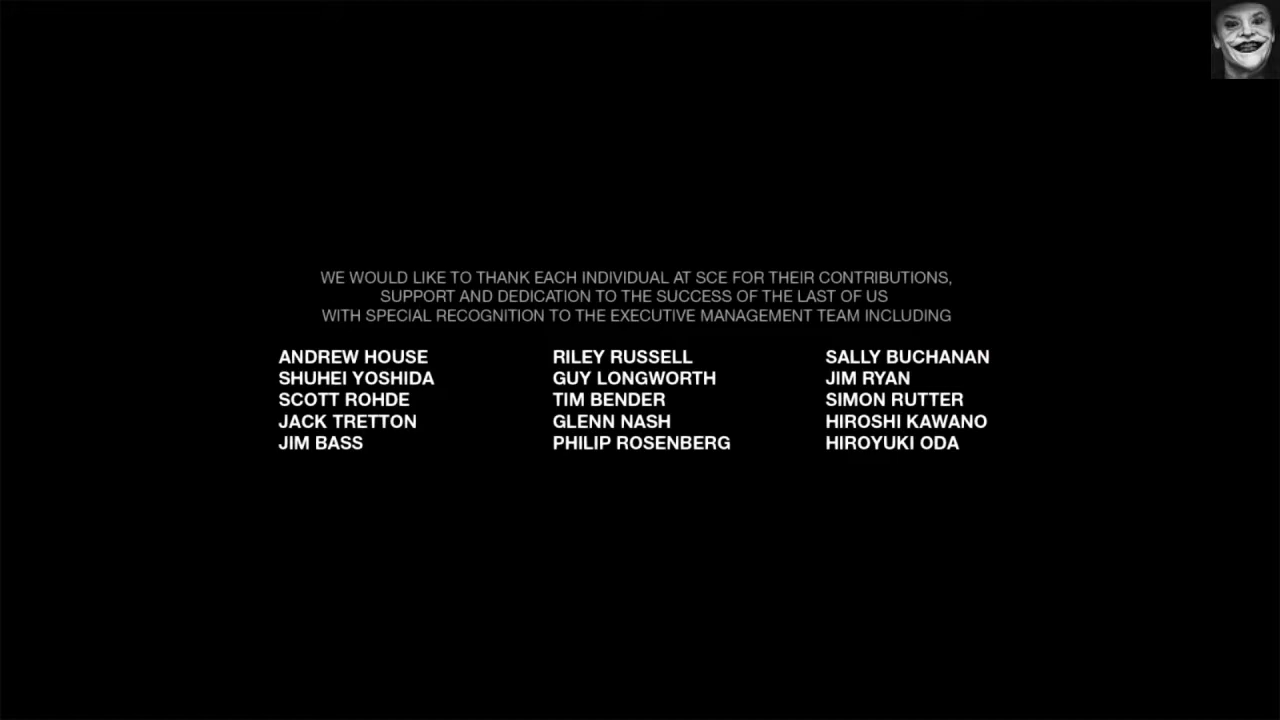 WE WOULD LIKE TO THANK EACH INDIVIDUAL AT SCE FOR THEIR CONTRIBUTIONS,
SUPPORT AND DEDICATION TO THE SUCCESS OF THE LAST OF US
WITH SPECIAL RECOGNITION TO THE EXECUTIVE MANAGEMENT TEAM INCLUDING
ANDREW HOUSE
SHUHEI YOSHIDA
SCOTT ROHDE
JACK TRETTON
JIM BASS
RILEY RUSSELL
GUY LONGWORTH
TIM BENDER
GLENN NASH
PHILIP ROSENBERG
SALLY BUCHANAN
JIM RYAN
SIMON RUTTER
HIROSHI KAWANO
HIROYUKI ODA